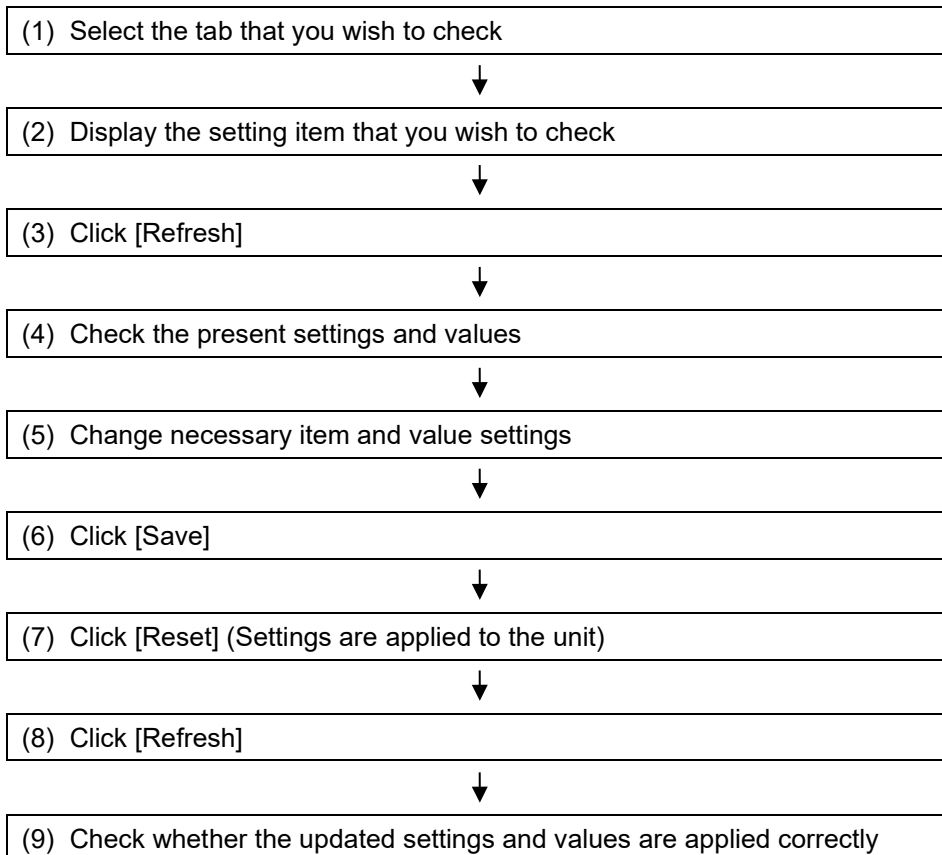 (1) Select the tab that you wish to check
(2) Display the setting item that you wish to check
(3) Click [Refresh]
(4) Check the present settings and values
(5) Change necessary item and value settings
(6) Click [Save]
(7) Click [Reset] (Settings are applied to the unit)
(8) Click [Refresh]
(9) Check whether the updated settings and values are applied correctly